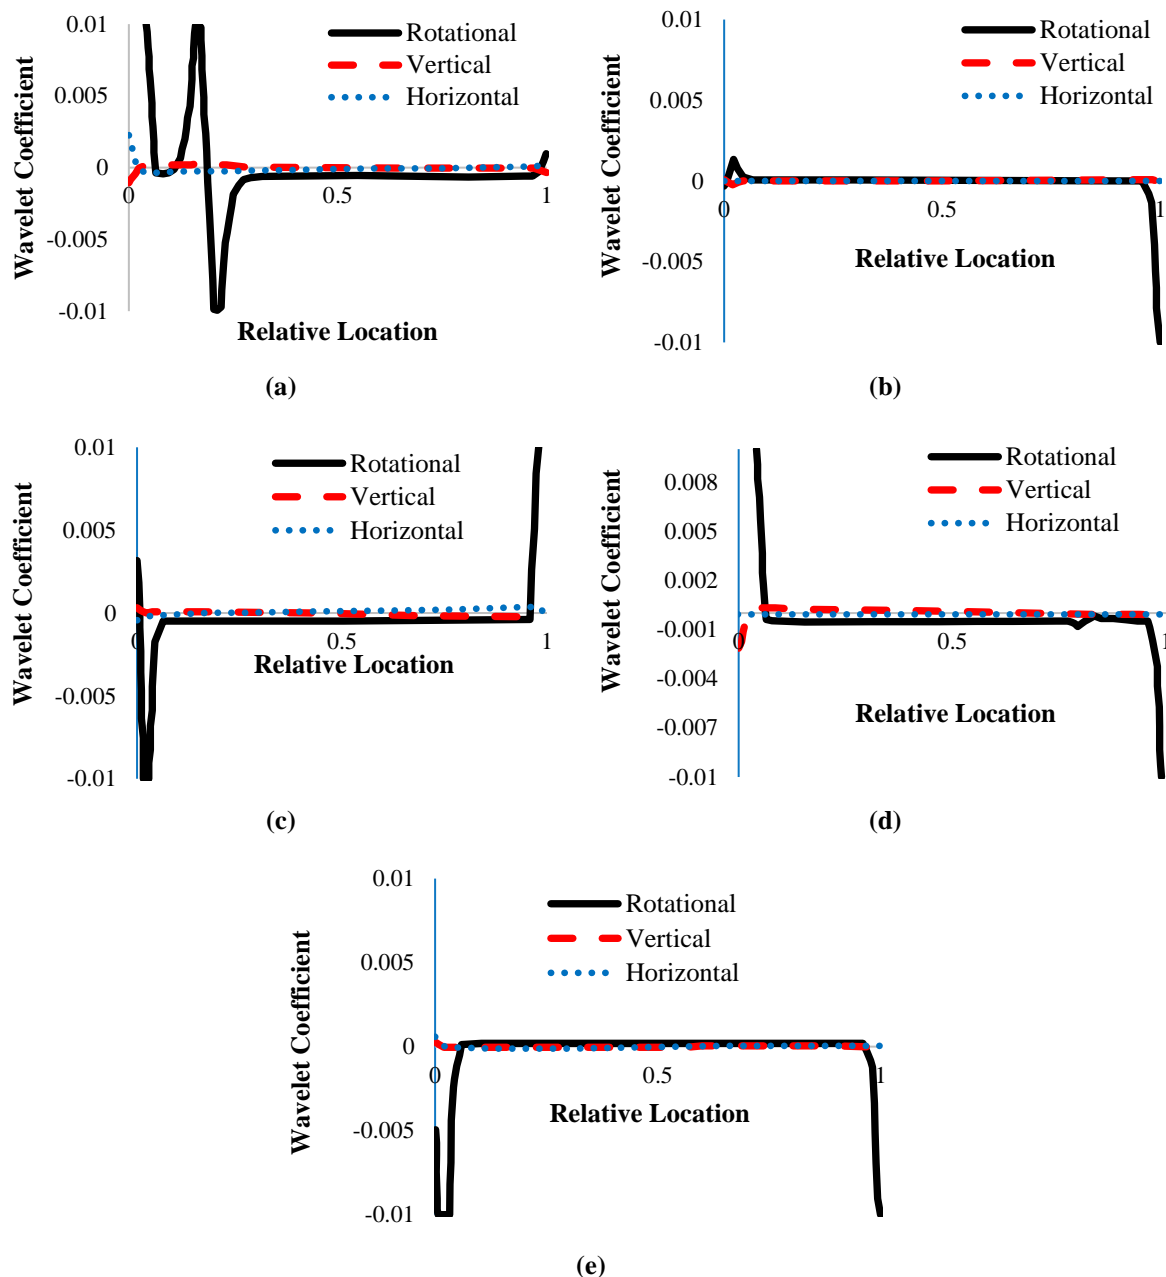 0.01
0.005
0
-0.005
-0.01
0
0.5
1
Wavelet Coefficient
Relative Location
Rotational
Vertical
Horizontal
(a)
0.01
0.005
0
-0.005
-0.01
0
0.5
1
Wavelet Coefficient
Relative Location
Rotational
Vertical
Horizontal
(b)
0.01
0.005
0
-0.005
-0.01
0
0.5
1
Wavelet Coefficient
Relative Location
Rotational
Vertical
Horizontal
(c)
0.008
0.005
0.002
-0.001
-0.004
-0.007
-0.01
0
0.5
1
Wavelet Coefficient
Relative Location
Rotational
Vertical
Horizontal
(d)
0.01
0.005
0
-0.005
-0.01
0
0.5
1
Wavelet Coefficient
Relative Location
Rotational
Vertical
Horizontal
(e)